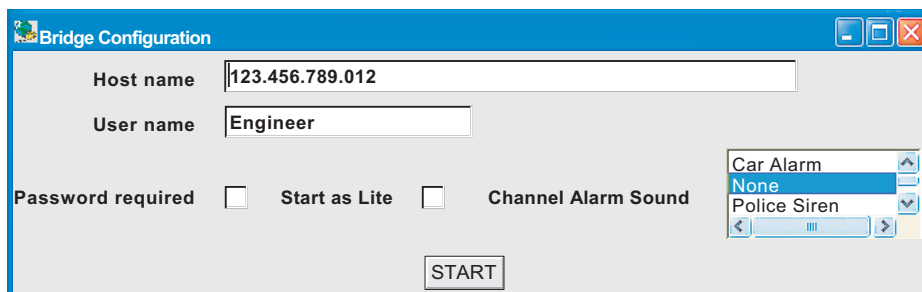 Bridge Configuration
Host name 123.456.789.012
User name Engineer
Password required Start as Lite Channel Alarm Sound
Car Alarm
None
Police Siren
START